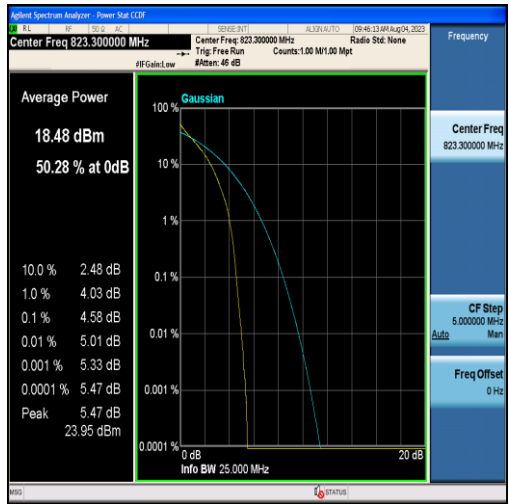 Agilent Spectrum Analyzer - Power Stat CCDF
RL RF 50 Ω AC SENSE:INT ALIGN AUTO 09:46:13 AM Aug 04, 2023
Center Freq 823.300000 MHz
Center Freq: 823.300000 MHz Radio Std: None
Trig: Free Run Counts:1.00 M/1.00 Mpt
#IFGain:Low #Atten: 46 dB
Frequency
Average Power
18.48 dBm
50.28 % at 0dB
10.0 % 2.48 dB
1.0 % 4.03 dB
0.1 % 4.58 dB
0.01 % 5.01 dB
0.001 % 5.33 dB
0.0001 % 5.47 dB
Peak 5.47 dB
23.95 dBm
Gaussian
100 %
10 %
1 %
0.1 %
0.01 %
0.001 %
0.0001 %
0 dB 20 dB
Info BW 25.000 MHz
Center Freq
823.300000 MHz
CF Step
5.000000 MHz
Auto Man
Freq Offset
0 Hz
MSG STATUS